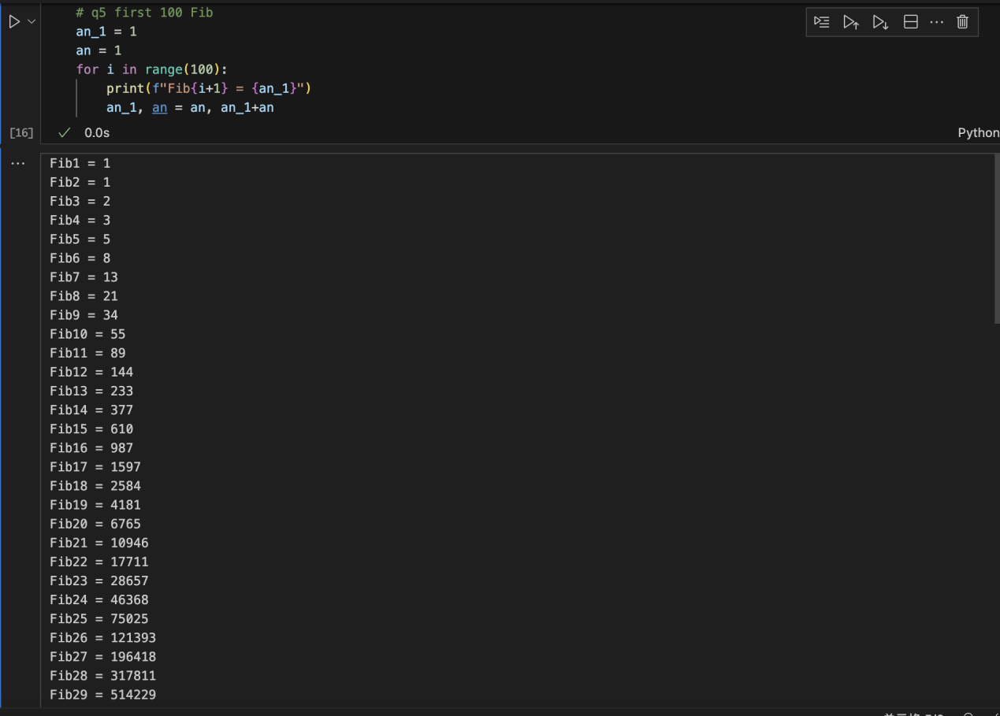 # q5 first 100 Fib
an_1 = 1
an = 1
for i in range(100):
    print(f"Fib{i+1} = {an_1}")
    an_1, an = an, an_1+an
[16]
0.0s
Python
...
Fib1 = 1
Fib2 = 1
Fib3 = 2
Fib4 = 3
Fib5 = 5
Fib6 = 8
Fib7 = 13
Fib8 = 21
Fib9 = 34
Fib10 = 55
Fib11 = 89
Fib12 = 144
Fib13 = 233
Fib14 = 377
Fib15 = 610
Fib16 = 987
Fib17 = 1597
Fib18 = 2584
Fib19 = 4181
Fib20 = 6765
Fib21 = 10946
Fib22 = 17711
Fib23 = 28657
Fib24 = 46368
Fib25 = 75025
Fib26 = 121393
Fib27 = 196418
Fib28 = 317811
Fib29 = 514229